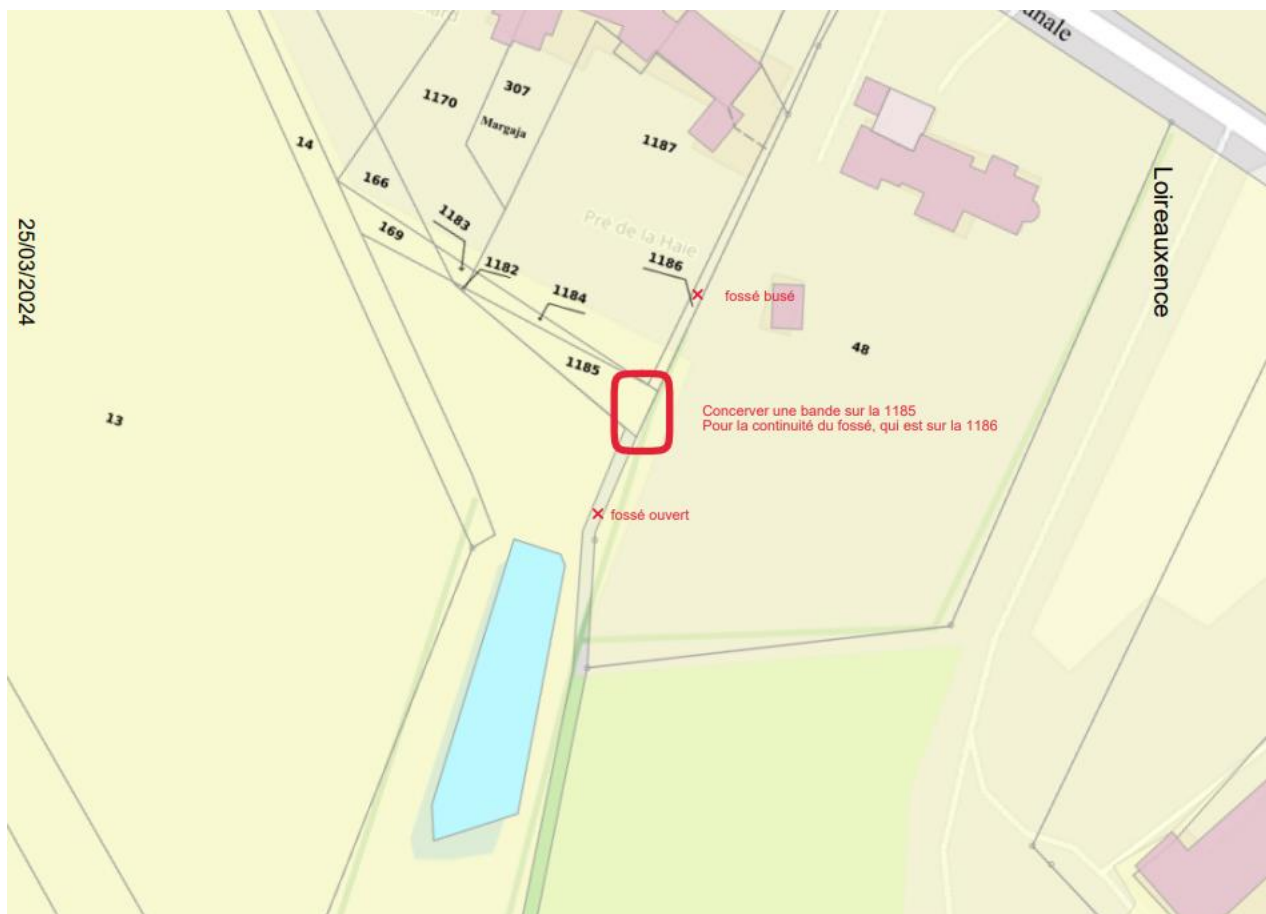 unale
307
1170
Margaja
1187
14
166
1183
169
Pré de la Haie
1182
1186
1184
fossé busé
1185
48
13
Concerver une bande sur la 1185
Pour la continuité du fossé, qui est sur la 1186
fossé ouvert
Loireauxence
25/03/2024